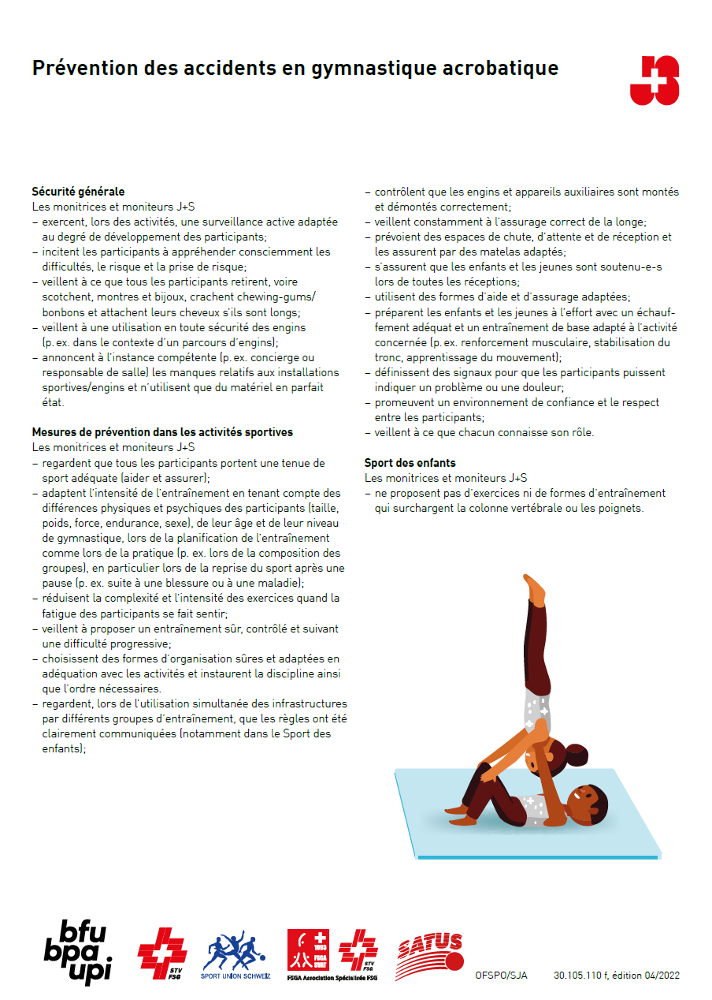 Prévention des accidents en gymnastique acrobatique
Sécurité générale
Les monitrices et moniteurs J+S
– exercent, lors des activités, une surveillance active adaptée
au degré de développement des participants;
– incitent les participants à appréhender consciemment les
difficultés, le risque et la prise de risque;
– veillent à ce que tous les participants retirent, voire
scotchent, montres et bijoux, crachent chewing-gums/
bonbons et attachent leurs cheveux s'ils sont longs;
– veillent à une utilisation en toute sécurité des engins
(p. ex. dans le contexte d'un parcours d'engins);
– annoncent à l'instance compétente (p. ex. concierge ou
responsable de salle) les manques relatifs aux installations
sportives/engins et n'utilisent que du matériel en parfait
état.
Mesures de prévention dans les activités sportives
Les monitrices et moniteurs J+S
– regardent que tous les participants portent une tenue de
sport adéquate (aider et assurer);
– adaptent l'intensité de l'entraînement en tenant compte des
différences physiques et psychiques des participants (taille,
poids, force, endurance, sexe), de leur âge et de leur niveau
de gymnastique, lors de la planification de l'entraînement
comme lors de la pratique (p. ex. lors de la composition des
groupes), en particulier lors de la reprise du sport après une
pause (p. ex. suite à une blessure ou à une maladie);
– réduisent la complexité et l'intensité des exercices quand la
fatigue des participants se fait sentir;
– veillent à proposer un entraînement sûr, contrôlé et suivant
une difficulté progressive;
– choisissent des formes d'organisation sûres et adaptées en
adéquation avec les activités et instaurent la discipline ainsi
que l'ordre nécessaires.
– regardent, lors de l'utilisation simultanée des infrastructures
par différents groupes d'entraînement, que les règles ont été
clairement communiquées (notamment dans le Sport des
enfants);
– contrôlent que les engins et appareils auxiliaires sont montés
et démontés correctement;
– veillent constamment à l'assurage correct de la longe;
– prévoient des espaces de chute, d'attente et de réception et
les assurent par des matelas adaptés;
– s'assurent que les enfants et les jeunes sont soutenu-e-s
lors de toutes les réceptions;
– utilisent des formes d'aide et d'assurage adaptées;
– préparent les enfants et les jeunes à l'effort avec un échauf-
fement adéquat et un entraînement de base adapté à l'activité
concernée (p. ex. renforcement musculaire, stabilisation du
tronc, apprentissage du mouvement);
– définissent des signaux pour que les participants puissent
indiquer un problème ou une douleur;
– promeuvent un environnement de confiance et le respect
entre les participants;
– veillent à ce que chacun connaisse son rôle.
Sport des enfants
Les monitrices et moniteurs J+S
– ne proposent pas d'exercices ni de formes d'entraînement
qui surchargent la colonne vertébrale ou les poignets.
bfu
bpa
upi
STV
FSG
SPORT UNION SCHWEIZ
1993
FSGA
SVAT
STV
FSG
FSGA Association Spécialisée FSG
SATUS
OFSPO/SJA
30.105.110 f, édition 04/2022